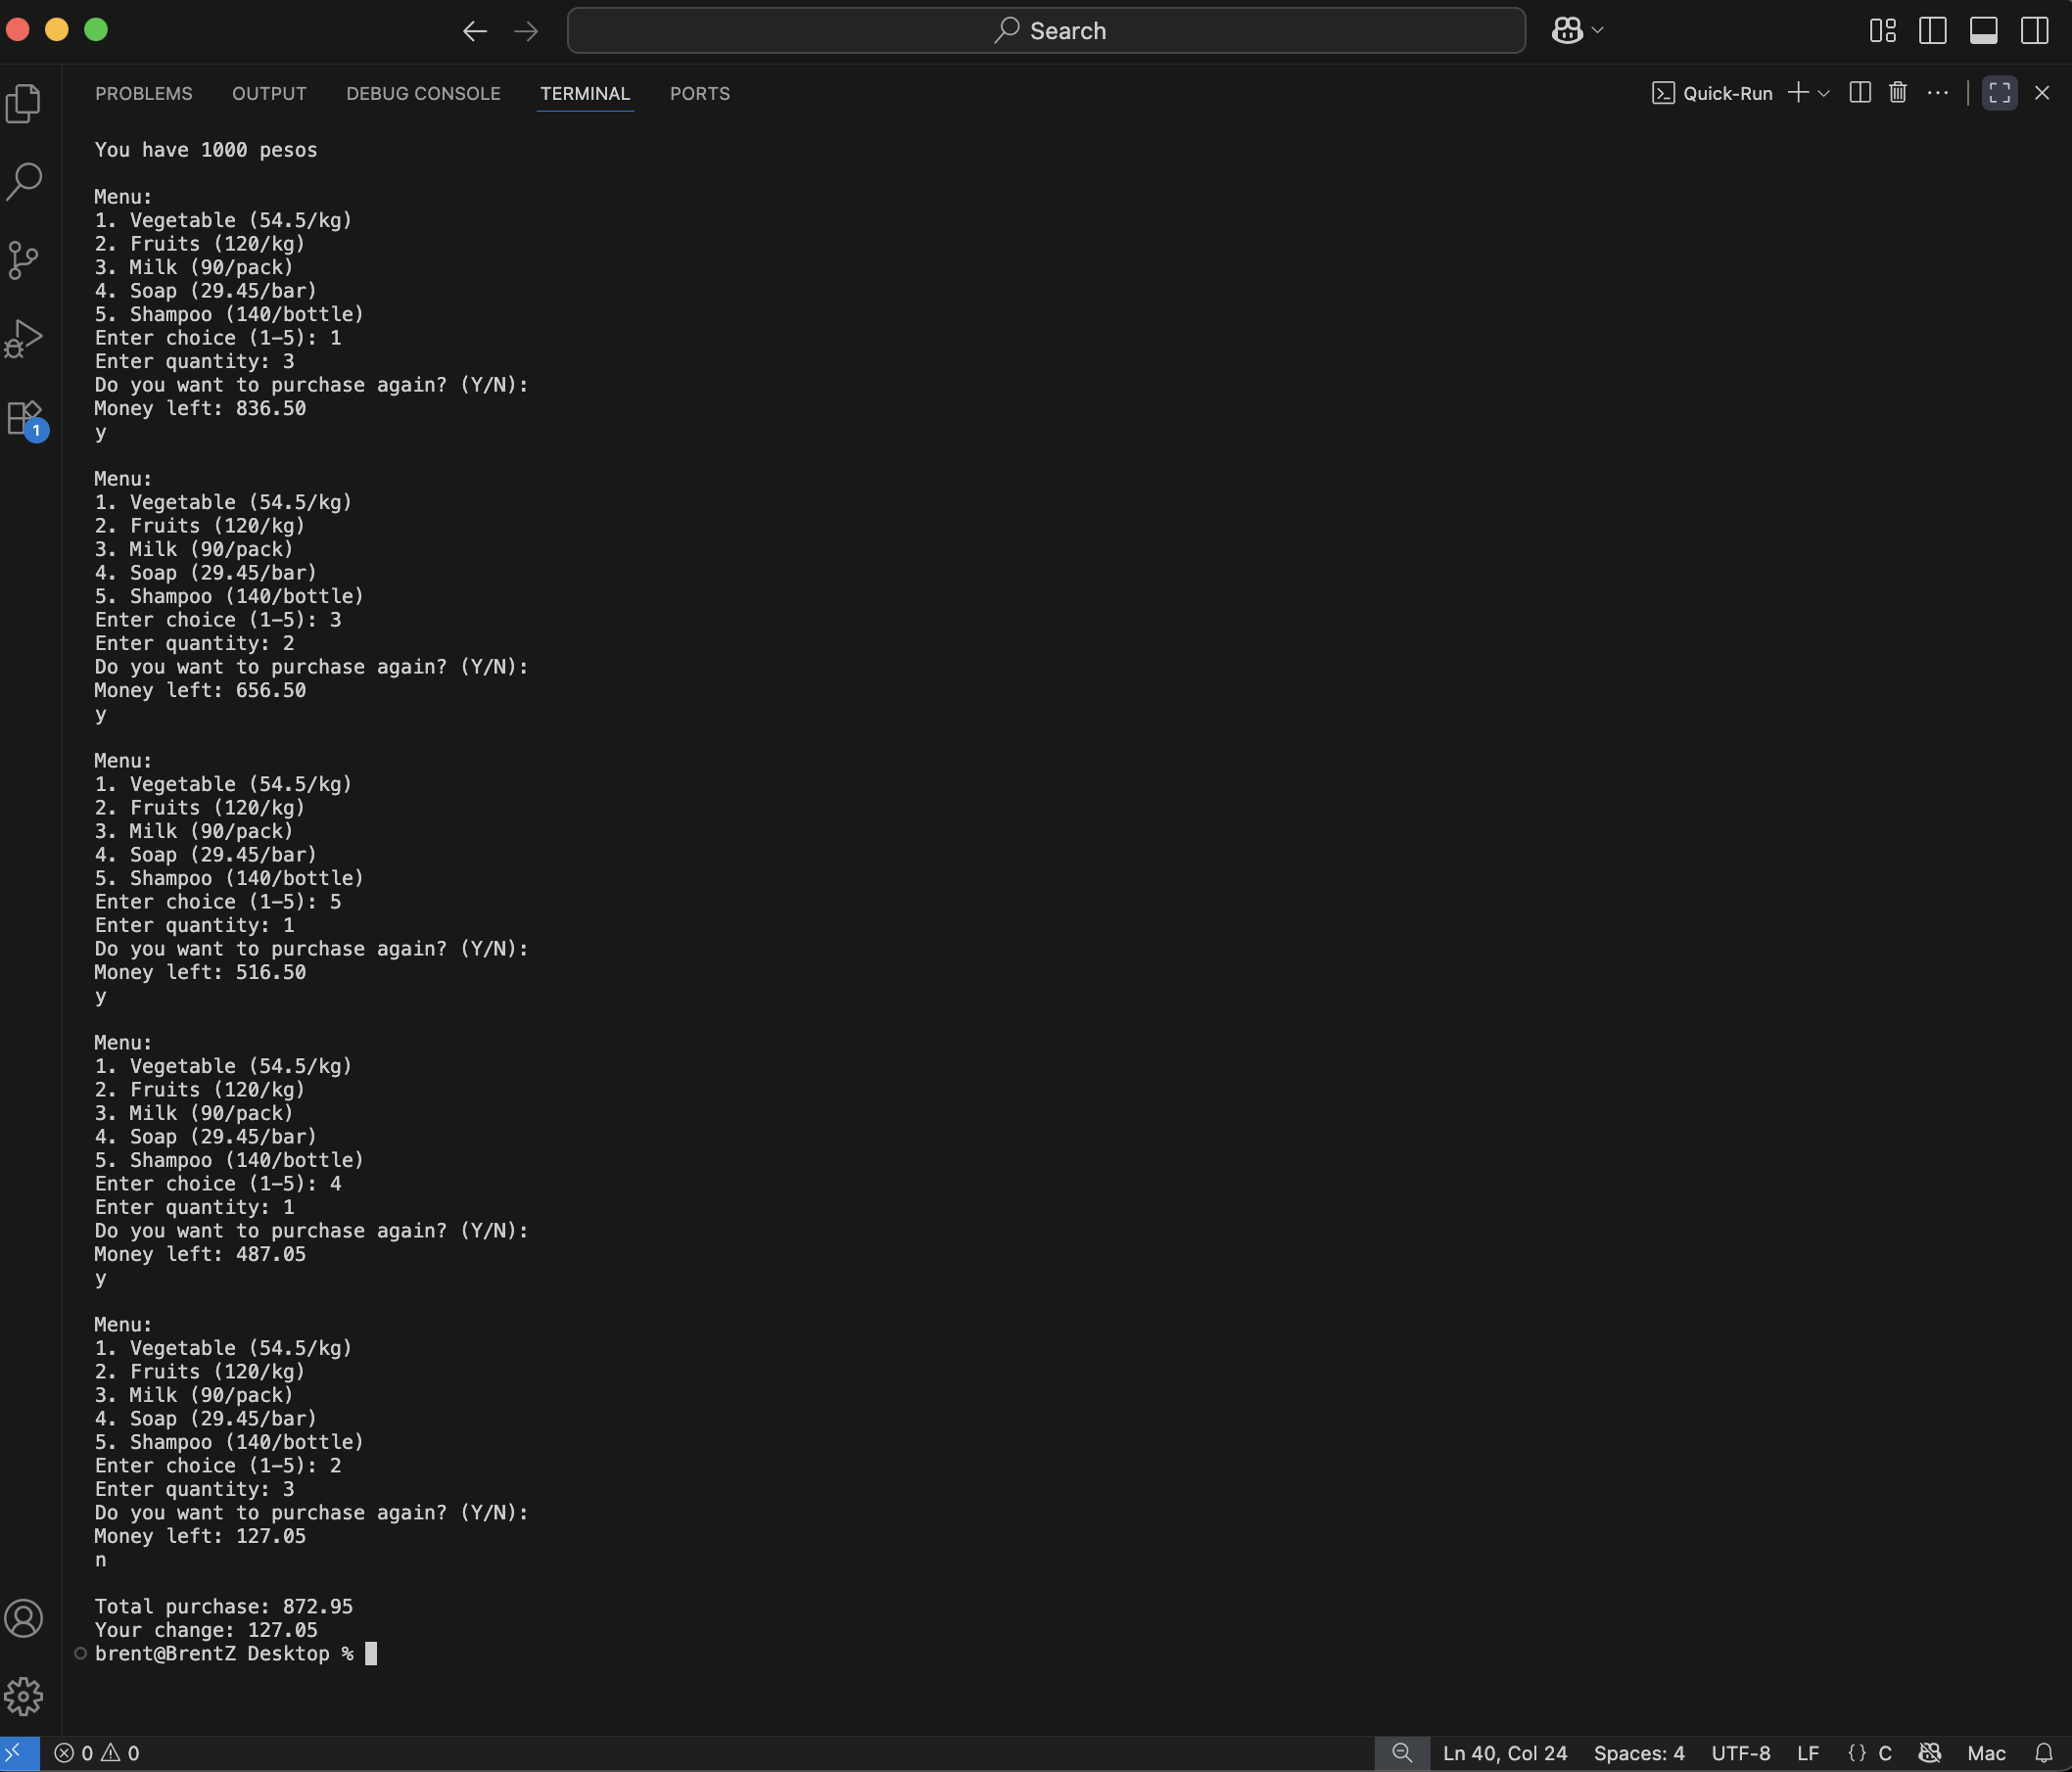 Search
PROBLEMS OUTPUT DEBUG CONSOLE TERMINAL PORTS Quick-Run
You have 1000 pesos
Menu:
1. Vegetable (54.5/kg)
2. Fruits (120/kg)
3. Milk (90/pack)
4. Soap (29.45/bar)
5. Shampoo (140/bottle)
Enter choice (1-5): 1
Enter quantity: 3
Do you want to purchase again? (Y/N):
Money left: 836.50
y
Menu:
1. Vegetable (54.5/kg)
2. Fruits (120/kg)
3. Milk (90/pack)
4. Soap (29.45/bar)
5. Shampoo (140/bottle)
Enter choice (1-5): 3
Enter quantity: 2
Do you want to purchase again? (Y/N):
Money left: 656.50
y
Menu:
1. Vegetable (54.5/kg)
2. Fruits (120/kg)
3. Milk (90/pack)
4. Soap (29.45/bar)
5. Shampoo (140/bottle)
Enter choice (1-5): 5
Enter quantity: 1
Do you want to purchase again? (Y/N):
Money left: 516.50
y
Menu:
1. Vegetable (54.5/kg)
2. Fruits (120/kg)
3. Milk (90/pack)
4. Soap (29.45/bar)
5. Shampoo (140/bottle)
Enter choice (1-5): 4
Enter quantity: 1
Do you want to purchase again? (Y/N):
Money left: 487.05
y
Menu:
1. Vegetable (54.5/kg)
2. Fruits (120/kg)
3. Milk (90/pack)
4. Soap (29.45/bar)
5. Shampoo (140/bottle)
Enter choice (1-5): 2
Enter quantity: 3
Do you want to purchase again? (Y/N):
Money left: 127.05
n
Total purchase: 872.95
Your change: 127.05
brent@BrentZ Desktop %
1
0 0 Ln 40, Col 24 Spaces: 4 UTF-8 LF {} C Mac